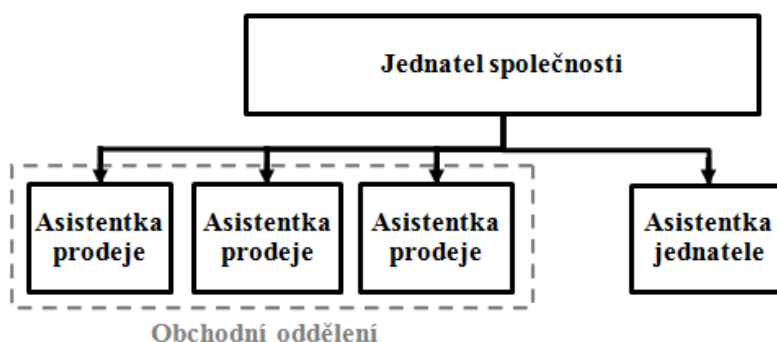 Jednatel společnosti
Asistentka
prodeje
Asistentka
prodeje
Asistentka
prodeje
Asistentka
jednatele
Obchodní oddělení